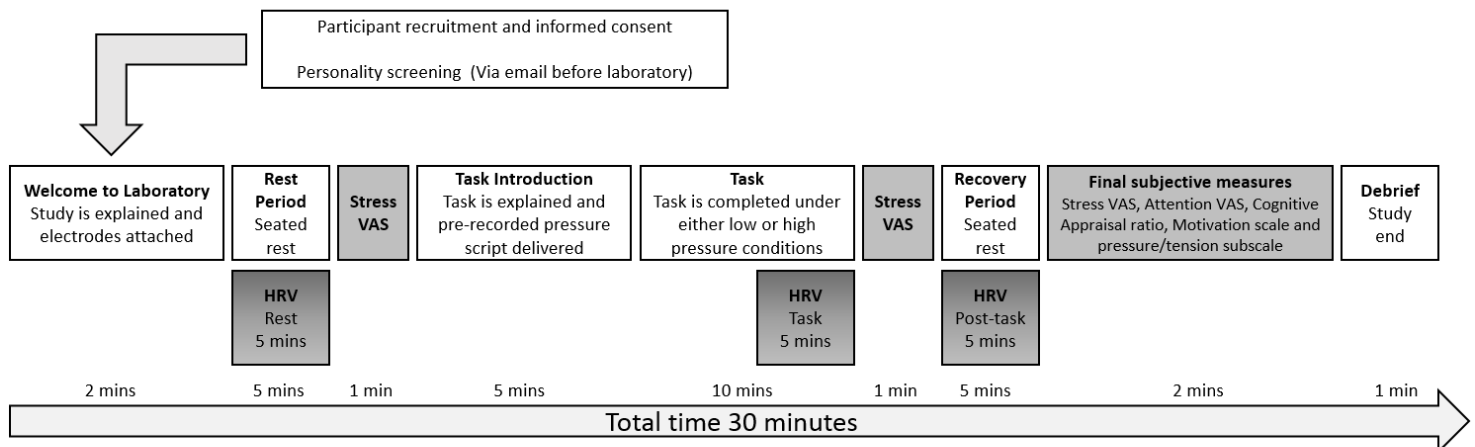 Participant recruitment and informed consent
Personality screening (Via email before laboratory)
Welcome to Laboratory
Study is explained and
electrodes attached
Rest
Period
Seated
rest
Stress
VAS
Task Introduction
Task is explained and
pre-recorded pressure
script delivered
Task
Task is completed under
either low or high
pressure conditions
Stress
VAS
Recovery
Period
Seated
rest
Final subjective measures
Stress VAS, Attention VAS, Cognitive
Appraisal ratio, Motivation scale and
pressure/tension subscale
Debrief
Study
end
HRV
Rest
5 mins
HRV
Task
5 mins
HRV
Post-task
5 mins
2 mins
5 mins
1 min
5 mins
10 mins
1 min
5 mins
2 mins
1 min
Total time 30 minutes